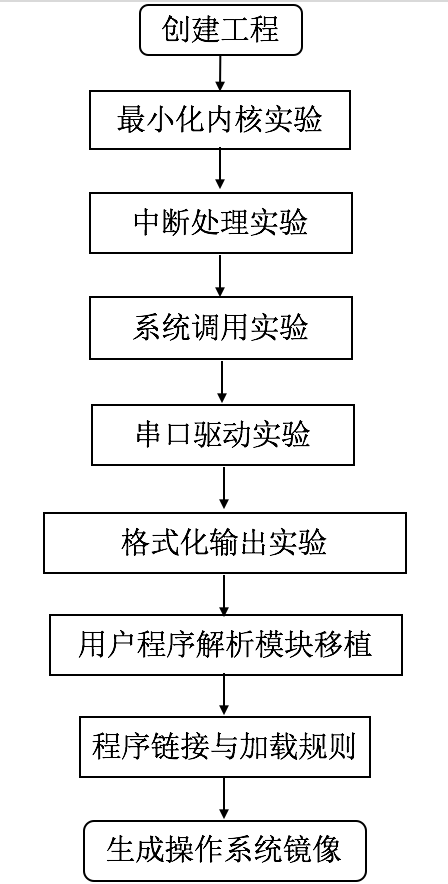 创建工程
最小化内核实验
中断处理实验
系统调用实验
串口驱动实验
格式化输出实验
用户程序解析模块移植
程序链接与加载规则
生成操作系统镜像